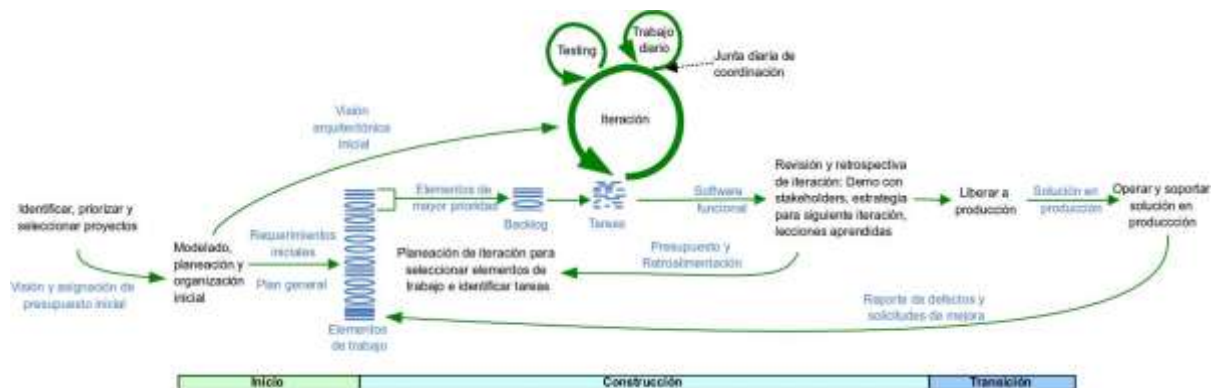 Testing
Trabajo
diario
Junta diaria de
coordinación
Iteración
Visión
arquitectónica
inicial
Identificar, priorizar y
seleccionar proyectos
Visión y asignación de
presupuesto inicial
Modelado,
planeación y
organización
inicial
Requerimientos
iniciales
Plan general
Elementos
de trabajo
Elementos de
mayor prioridad
Backlog
Tareas
Software
funcional
Revisión y retrospectiva
de iteración: Demo con
stakeholders, estrategia
para siguiente iteración,
lecciones aprendidas
Liberar a
producción
Solución en
producción
Operar y soportar
solución en
produccción
Planeación de iteración para
seleccionar elementos de
trabajo e identificar tareas
Presupuesto y
Retroalimentación
Reporte de defectos y
solicitudes de mejora
Inicio
Construcción
Transición